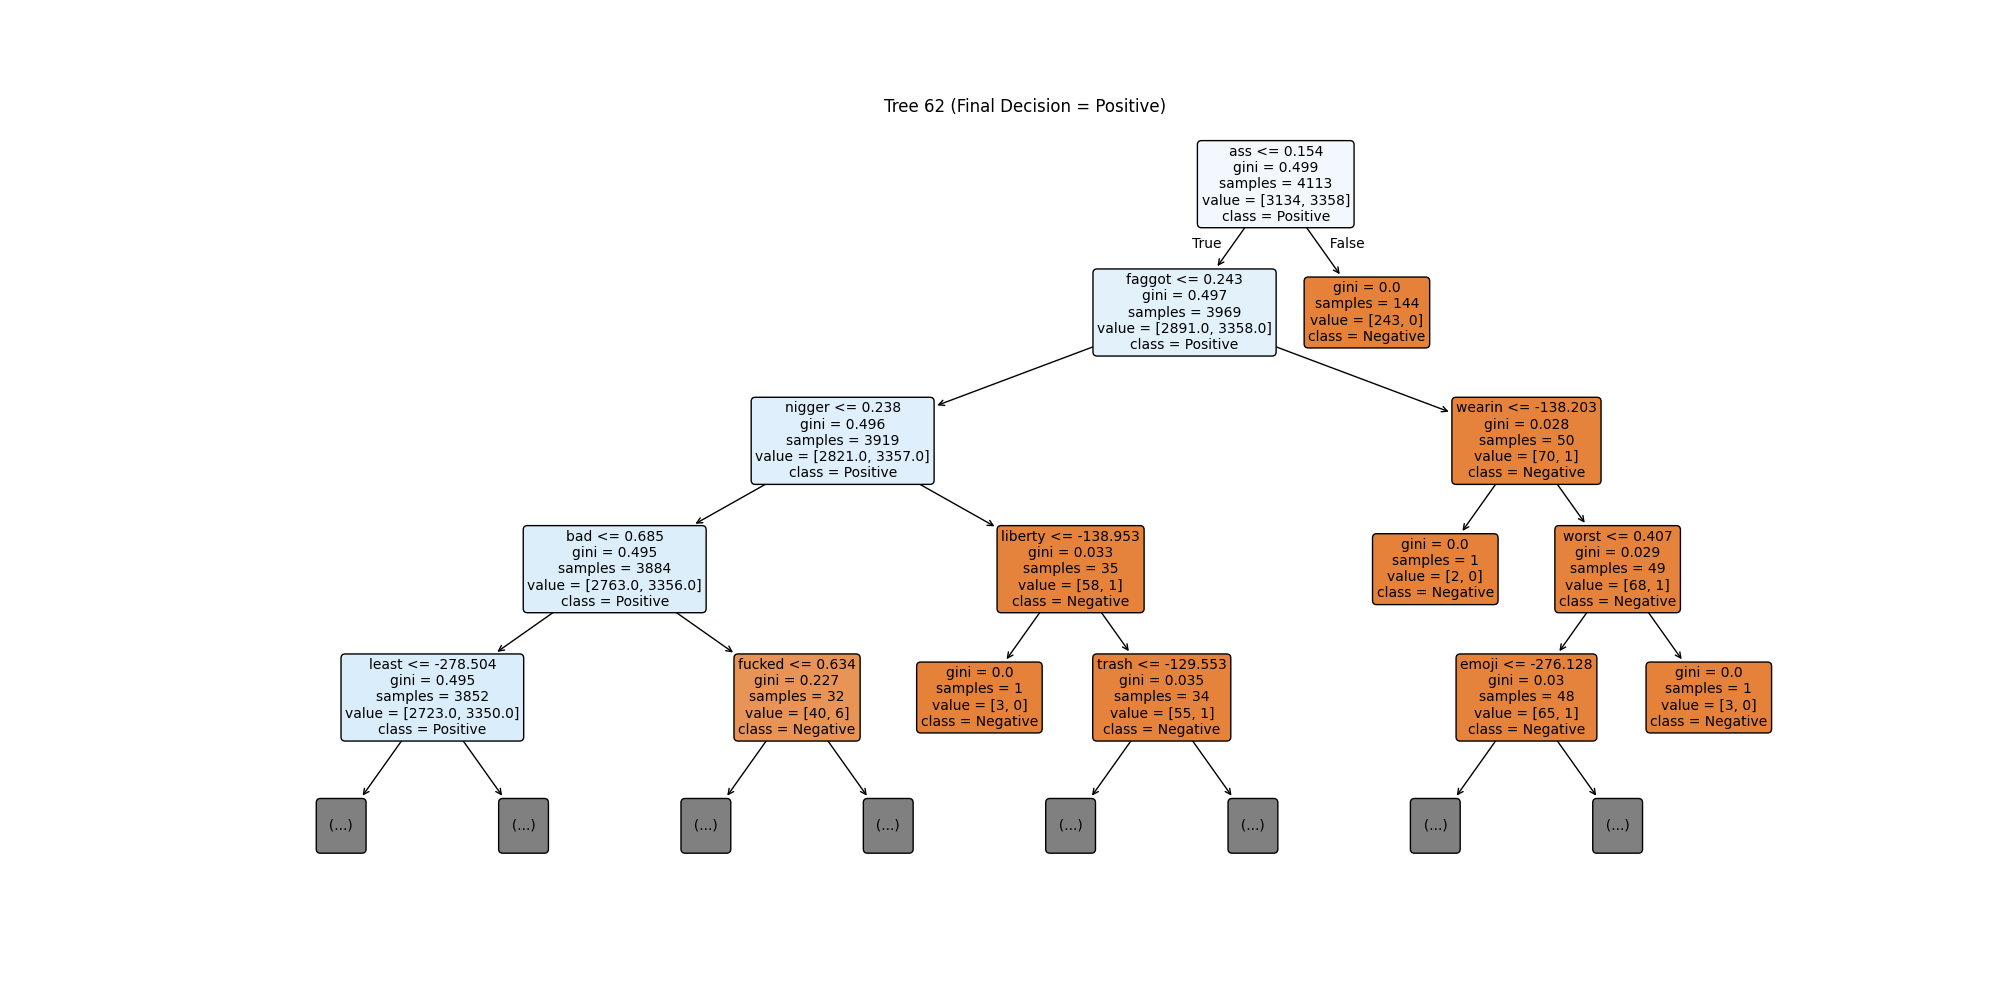 Tree 62 (Final Decision = Positive)
ass <= 0.154
gini = 0.499
samples = 4113
value = [3134, 3358]
class = Positive
True
False
faggot <= 0.243
gini = 0.497
samples = 3969
value = [2891.0, 3358.0]
class = Positive
gini = 0.0
samples = 144
value = [243, 0]
class = Negative
nigger <= 0.238
gini = 0.496
samples = 3919
value = [2821.0, 3357.0]
class = Positive
wearin <= -138.203
gini = 0.028
samples = 50
value = [70, 1]
class = Negative
bad <= 0.685
gini = 0.495
samples = 3884
value = [2763.0, 3356.0]
class = Positive
liberty <= -138.953
gini = 0.033
samples = 35
value = [58, 1]
class = Negative
gini = 0.0
samples = 1
value = [2, 0]
class = Negative
worst <= 0.407
gini = 0.029
samples = 49
value = [68, 1]
class = Negative
least <= -278.504
gini = 0.495
samples = 3852
value = [2723.0, 3350.0]
class = Positive
fucked <= 0.634
gini = 0.227
samples = 32
value = [40, 6]
class = Negative
gini = 0.0
samples = 1
value = [3, 0]
class = Negative
trash <= -129.553
gini = 0.035
samples = 34
value = [55, 1]
class = Negative
emoji <= -276.128
gini = 0.03
samples = 48
value = [65, 1]
class = Negative
gini = 0.0
samples = 1
value = [3, 0]
class = Negative
(...)
(...)
(...)
(...)
(...)
(...)
(...)
(...)